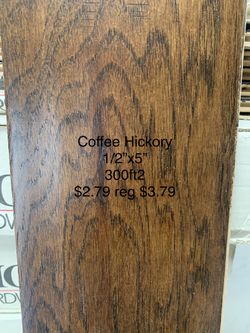 Coffee Hickory
1/2"x5"
300ft2
$2.79 reg $3.79